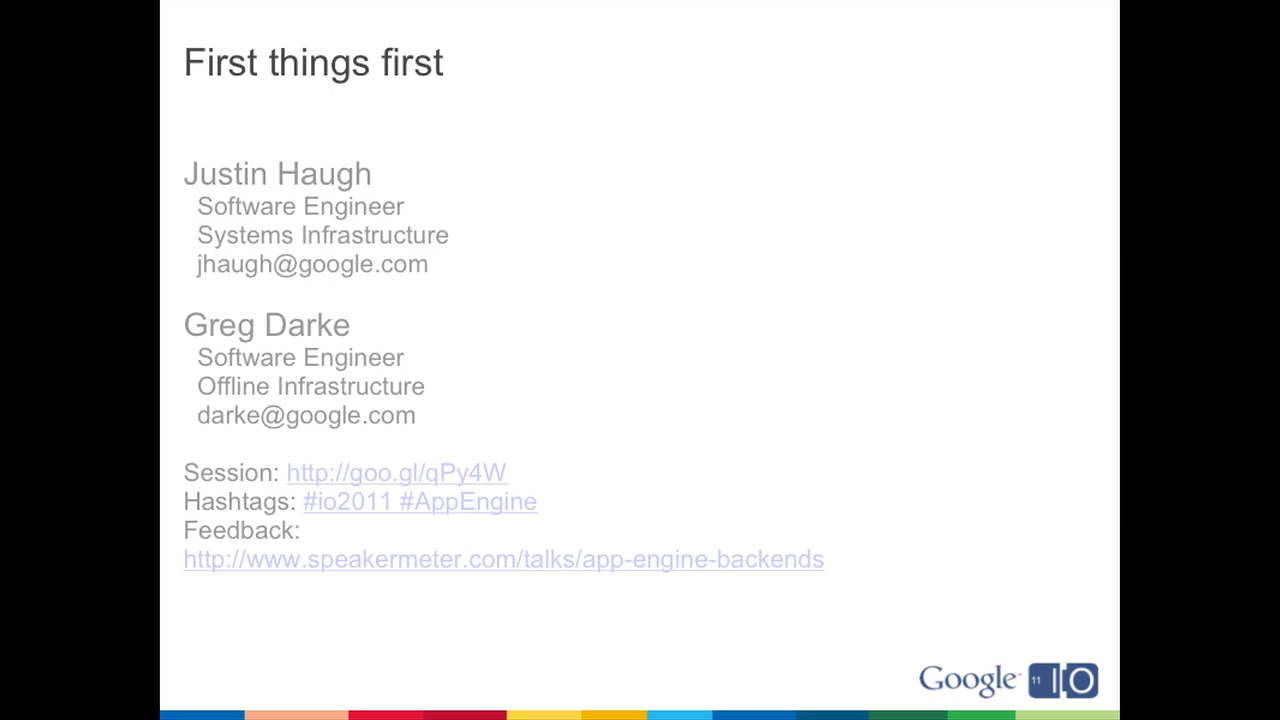 First things first
Justin Haugh
Software Engineer
Systems Infrastructure
jhaugh@google.com
Greg Darke
Software Engineer
Offline Infrastructure
darke@google.com
Session: http://goo.gl/qPy4W
Hashtags: #io2011 #AppEngine
Feedback:
http://www.speakermeter.com/talks/app-engine-backends
Google 11 IO